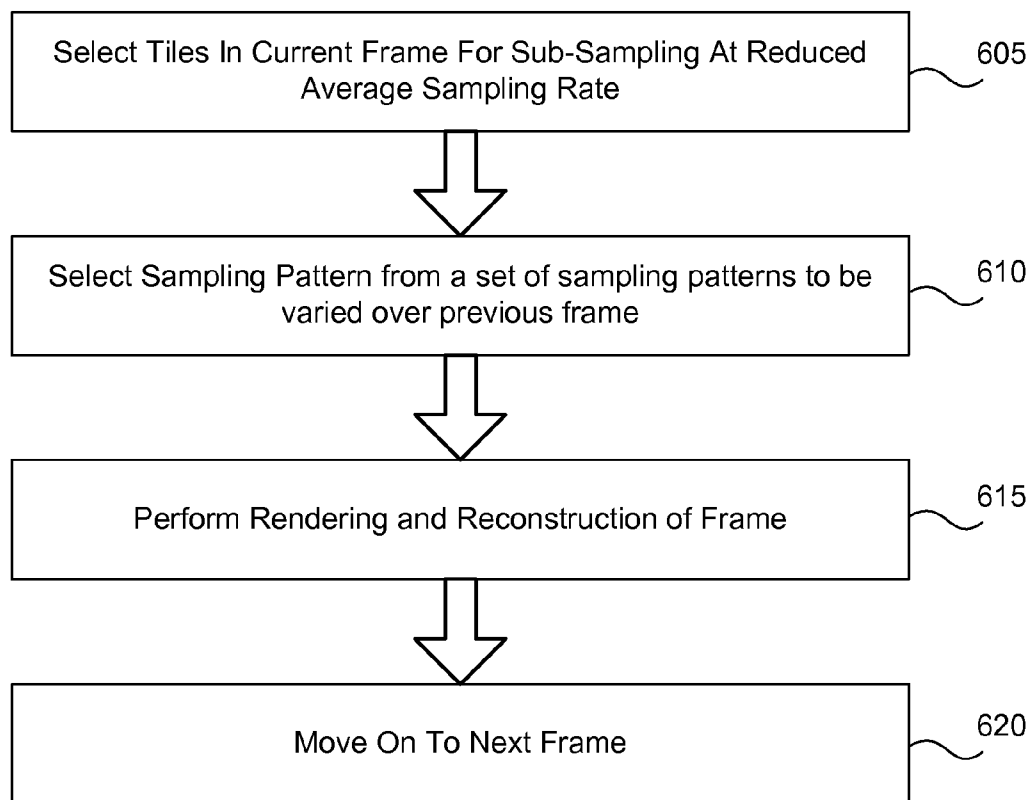 Select Tiles In Current Frame For Sub-Sampling At Reduced
Average Sampling Rate
605
Select Sampling Pattern from a set of sampling patterns to be
varied over previous frame
610
Perform Rendering and Reconstruction of Frame
615
Move On To Next Frame
620